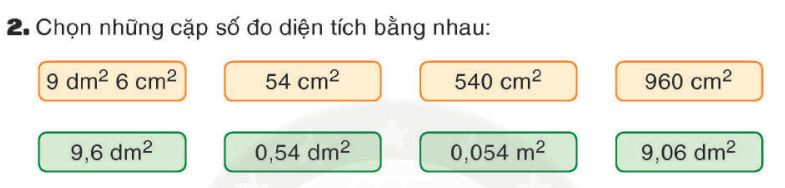 2. Chọn những cặp số đo diện tích bằng nhau:
9 dm² 6 cm² 54 cm² 540 cm² 960 cm²
9,6 dm² 0,54 dm² 0,054 m² 9,06 dm²